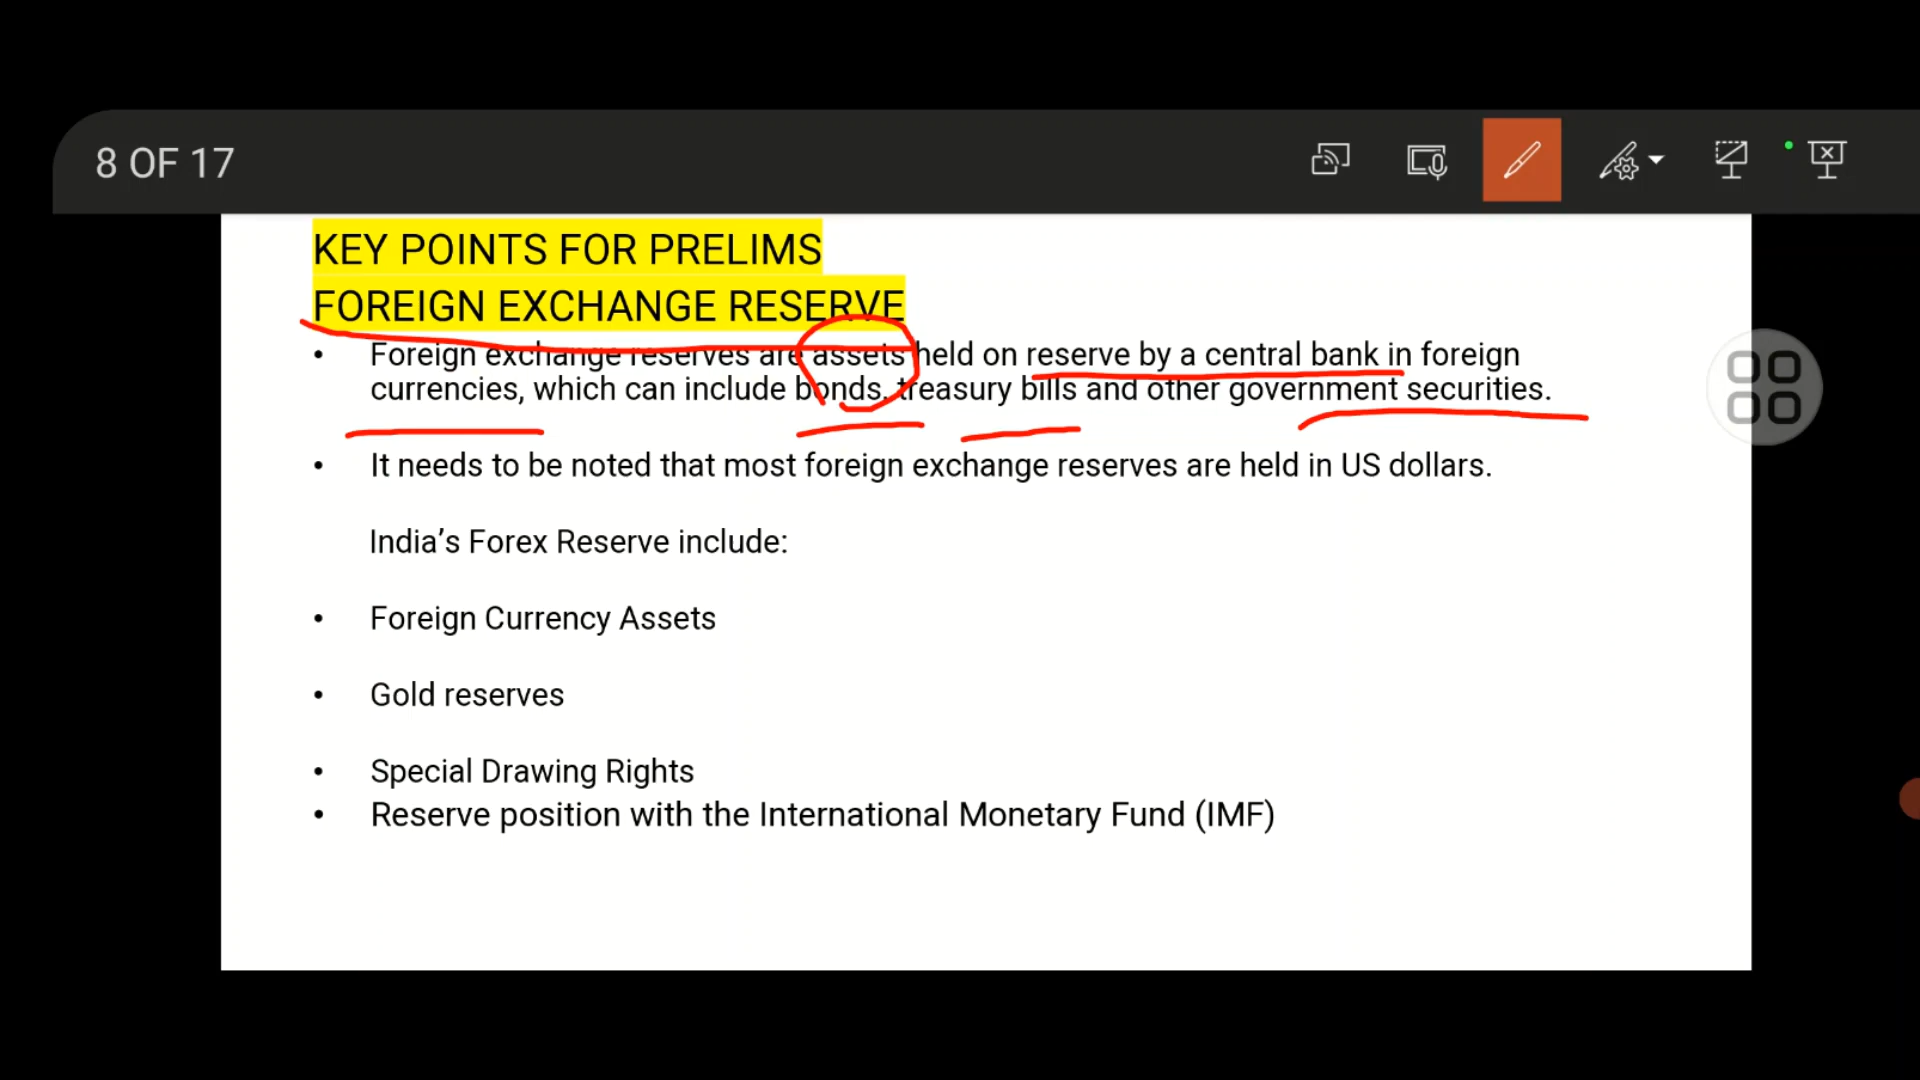 8 OF 17
KEY POINTS FOR PRELIMS
FOREIGN EXCHANGE RESERVE
• Foreign exchange reserves are assets held on reserve by a central bank in foreign
currencies, which can include bonds, treasury bills and other government securities.
• It needs to be noted that most foreign exchange reserves are held in US dollars.
India’s Forex Reserve include:
• Foreign Currency Assets
• Gold reserves
• Special Drawing Rights
• Reserve position with the International Monetary Fund (IMF)